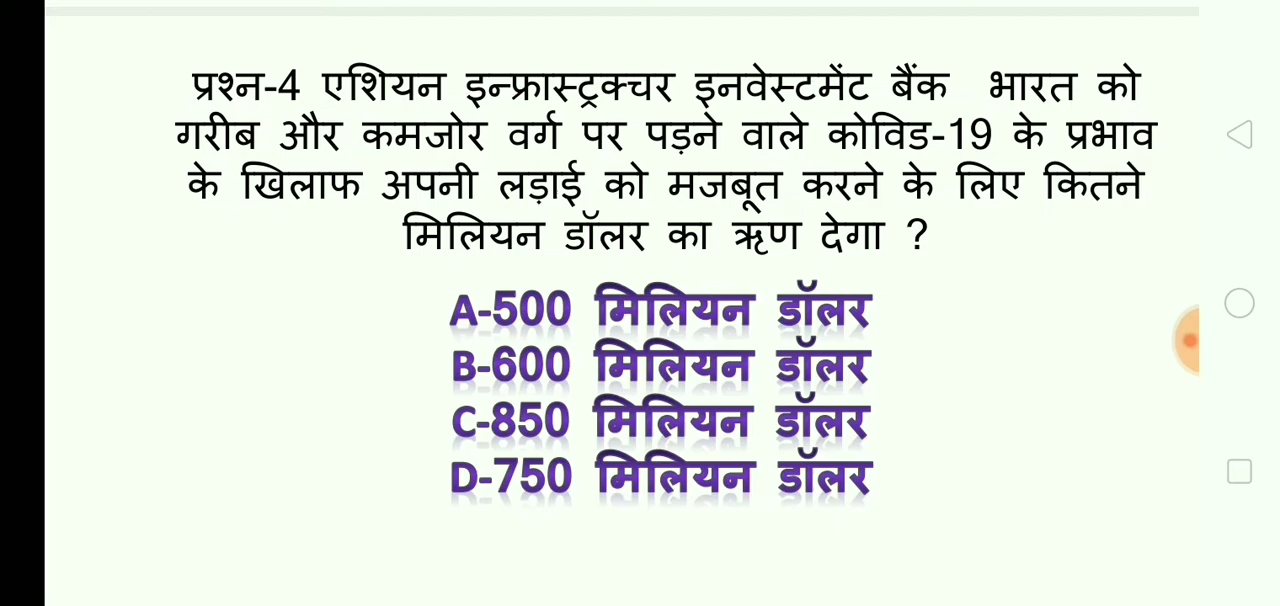 प्रश्न-4 एशियन इन्फ्रास्ट्रक्चर इनवेस्टमेंट बैंक भारत को
गरीब और कमजोर वर्ग पर पड़ने वाले कोविड-19 के प्रभाव
के खिलाफ अपनी लड़ाई को मजबूत करने के लिए कितने
मिलियन डॉलर का ऋण देगा ?
A-500 मिलियन डॉलर
B-600 मिलियन डॉलर
C-850 मिलियन डॉलर
D-750 मिलियन डॉलर